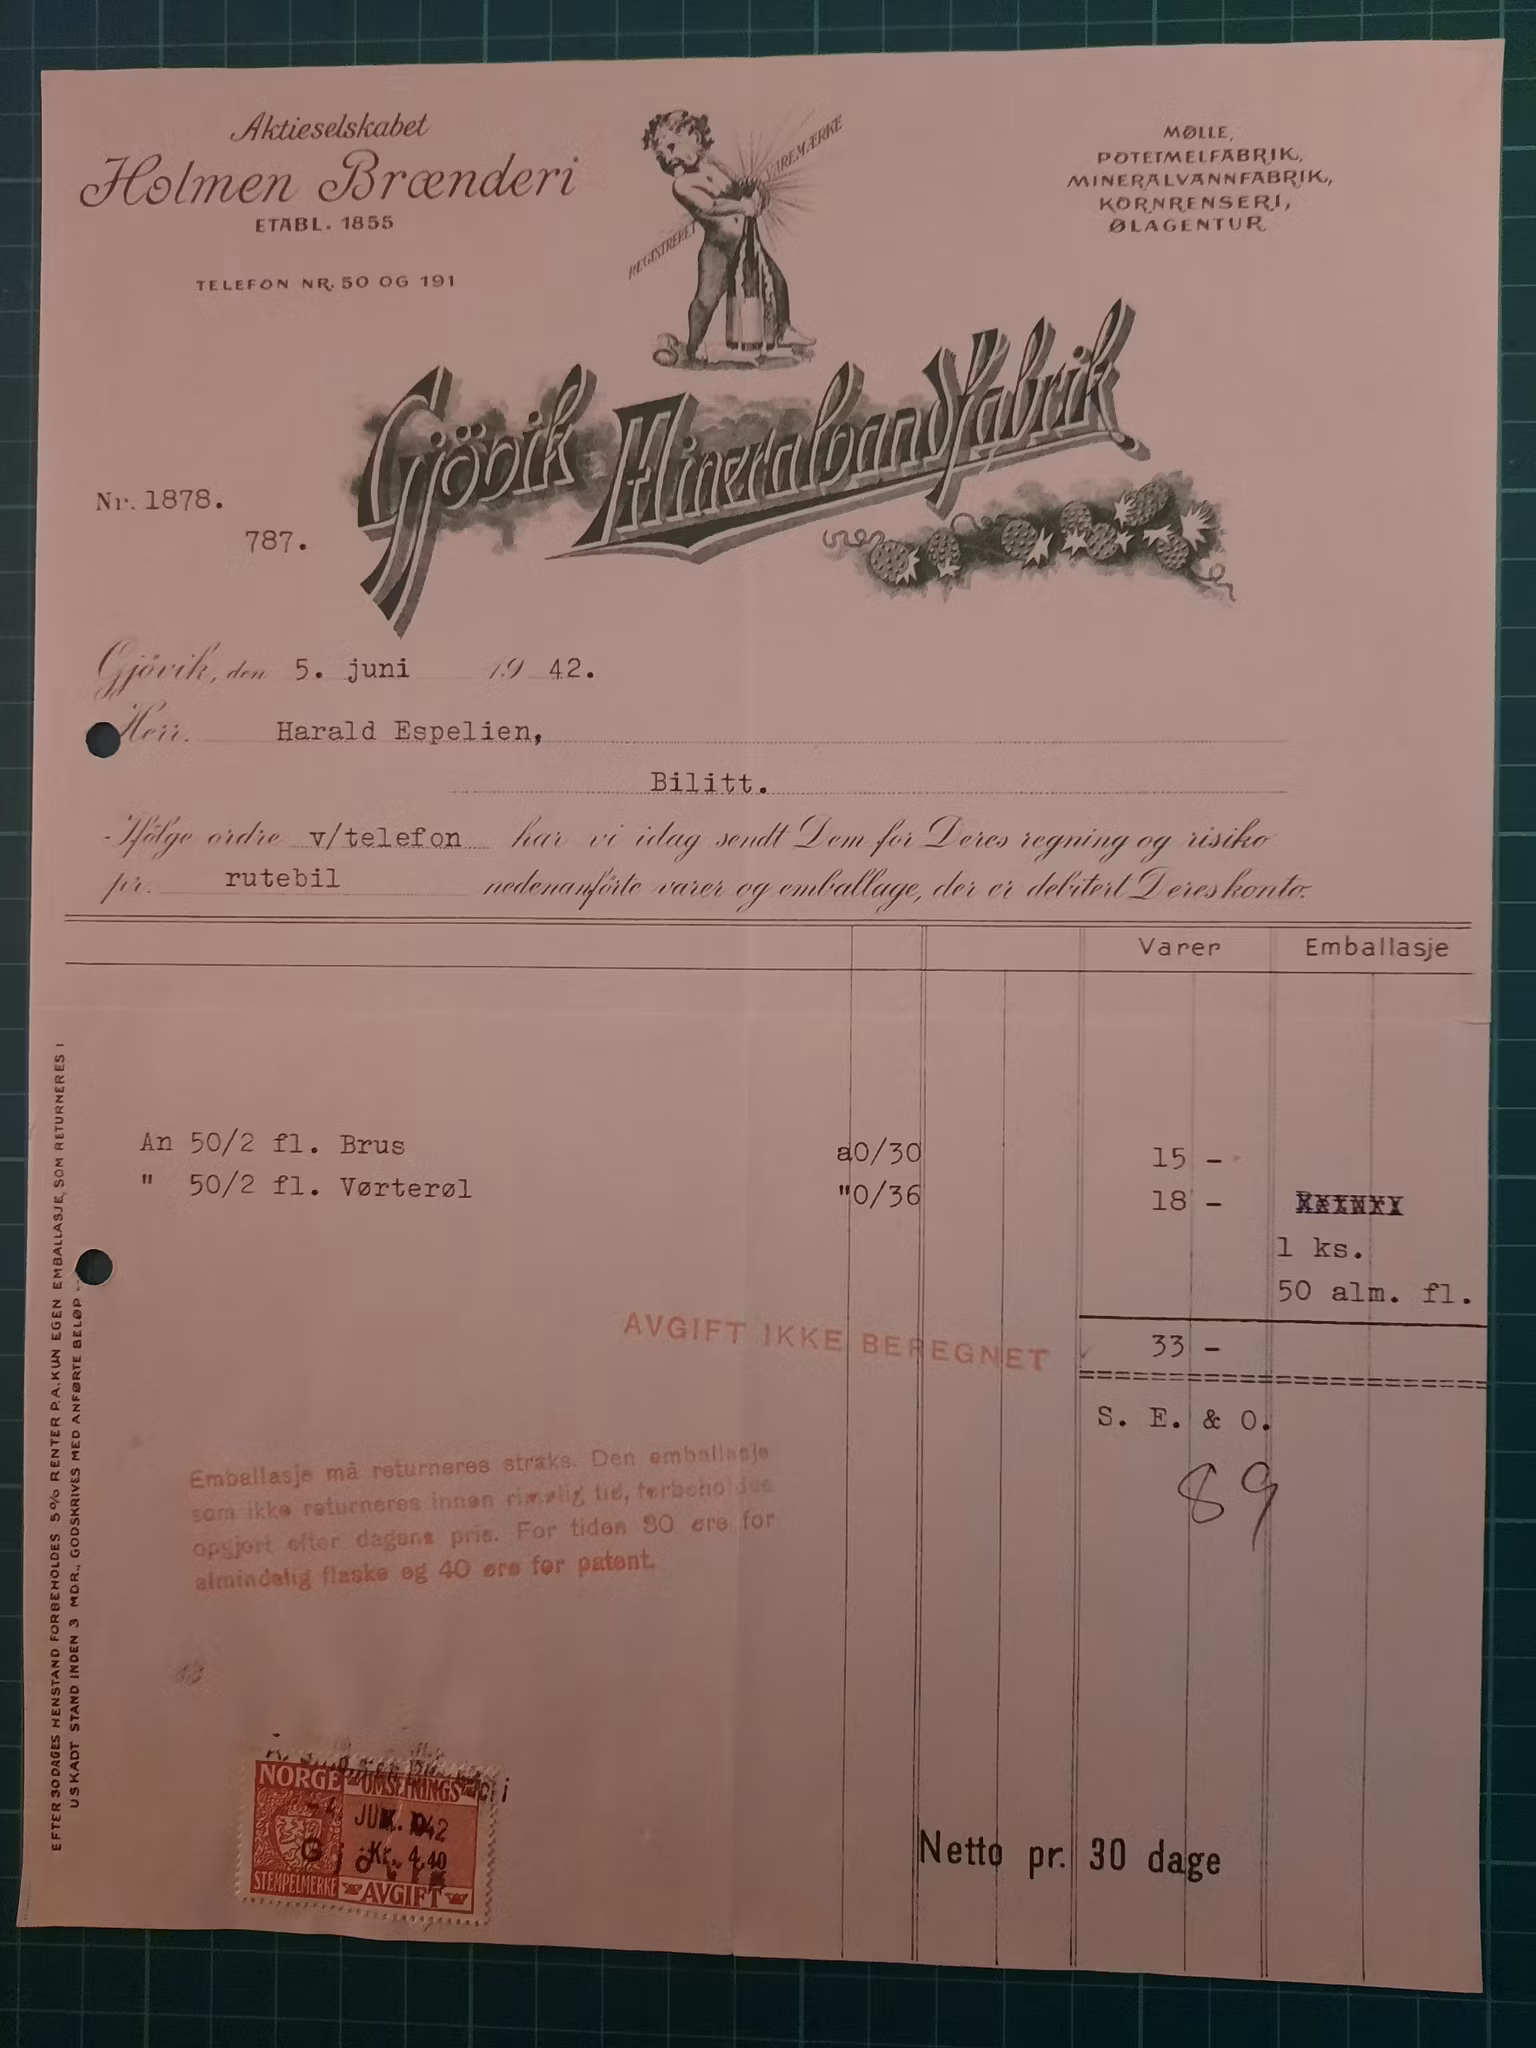 Aktieselskabet
Holmen Brænderi
ETABL. 1855
TELEFON NR. 50 OG 191
REGISTRERET VAREMÆRKE
MØLLE,
POTETMELFABRIK,
MINERALVANNFABRIK,
KORNRENSERI,
ØLAGENTUR.
Gjövik Mineralvandfabrik
Nr. 1878.
787.
Gjövik, den 5. juni 19 42.
Herr. Harald Espelien,
Bilitt.
Ifølge ordre v/telefon har vi idag sendt Dem for Deres regning og risiko
pr. rutebil nedenanførte varer og emballage, der er debitert Deres konto.
Varer Emballasje
An 50/2 fl. Brus a0/30 15 -
" 50/2 fl. Vørterøl "0/36 18 -
1 ks.
50 alm. fl.
AVGIFT IKKE BEREGNET
33 -
S. E. & O.
89
Emballasje må returneres straks. Den emballasje
som ikke returneres innen rimelig tid, forbeholdes
opgjort efter dagens pris. For tiden 30 øre for
almindelig flaske og 40 øre for patent.
EFTER 30 DAGES HENSTAND FORBEHOLDES 5% RENTER P.A. KUN EGEN EMBALLASJE, SOM RETURNERES I
USKADT STAND INDEN 3 MDR., GODSKRIVES MED ANFØRTE BELØP
NORGE OMSETNINGS
JUN. 1942
Kr. 4,40
STEMPELMERKE AVGIFT
Netto pr. 30 dage